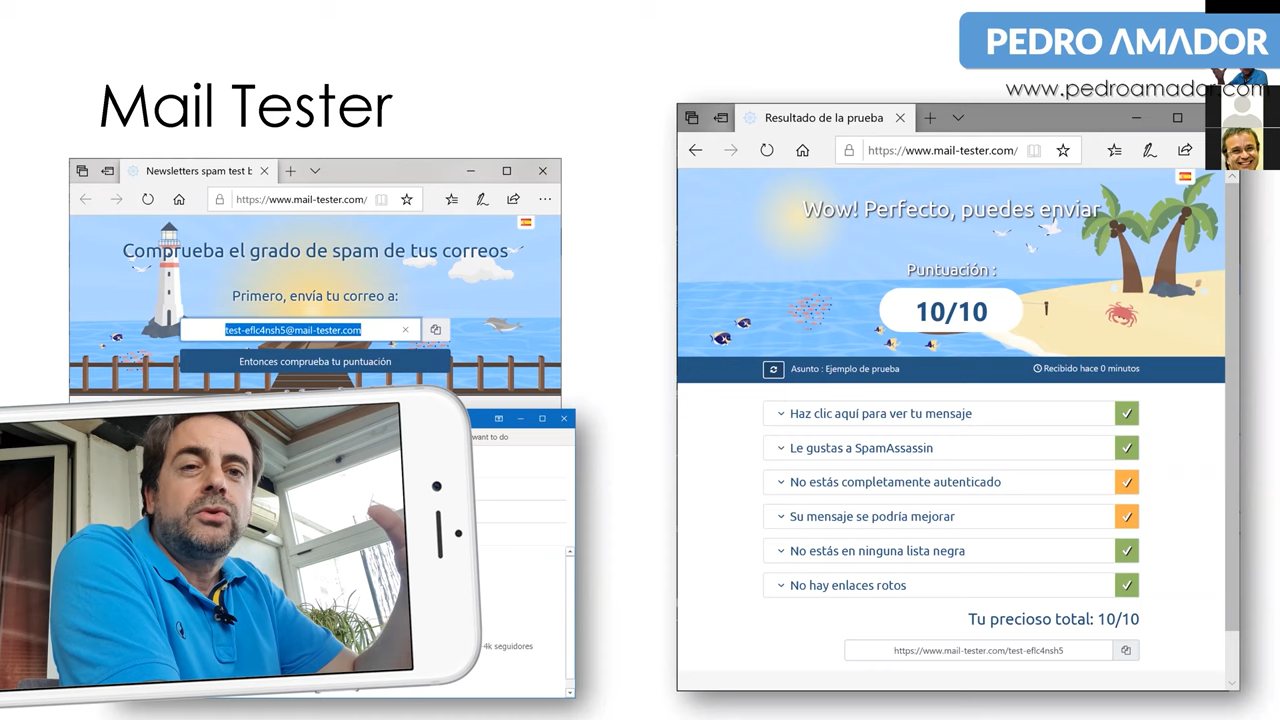 PEDRO AMADOR
www.pedroamador.com
Mail Tester
Newsletters spam test b
https://www.mail-tester.com/
Comprueba el grado de spam de tus correos
Primero, envía tu correo a:
test-eflc4nsh5@mail-tester.com
Entonces comprueba tu puntuación
want to do
4k seguidores
Resultado de la prueba
https://www.mail-tester.com/
Wow! Perfecto, puedes enviar
Puntuación :
10/10
Asunto : Ejemplo de prueba
Recibido hace 0 minutos
Haz clic aquí para ver tu mensaje
Le gustas a SpamAssassin
No estás completamente autenticado
Su mensaje se podría mejorar
No estás en ninguna lista negra
No hay enlaces rotos
Tu precioso total: 10/10
https://www.mail-tester.com/test-eflc4nsh5